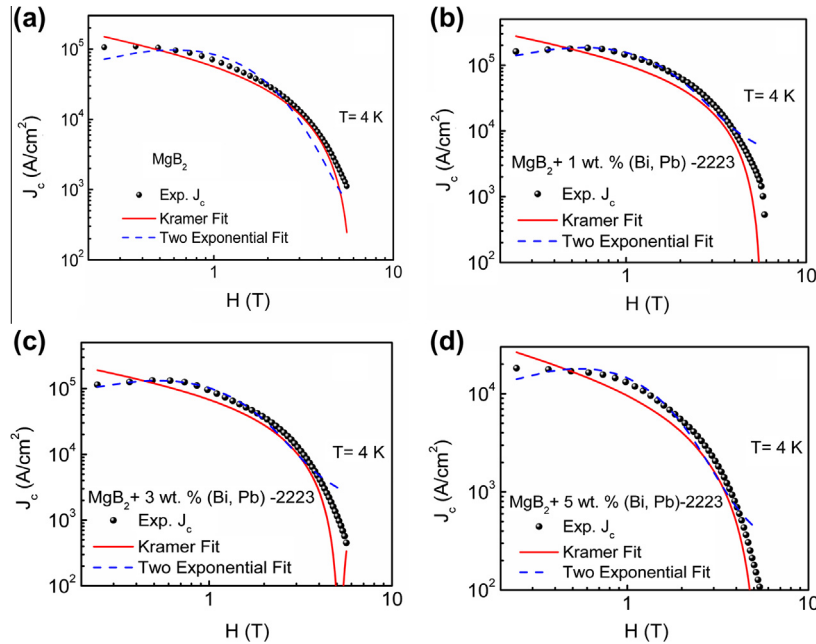 (a)
10^5
10^4
10^3
10^2
J_c (A/cm^2)
T= 4 K
MgB_2
Exp. J_c
Kramer Fit
Two Exponential Fit
1
10
H (T)
(b)
10^6
10^5
10^4
10^3
10^2
J_c (A/cm^2)
T= 4 K
MgB_2+ 1 wt. % (Bi, Pb) -2223
Exp. J_c
Kramer Fit
Two Exponential Fit
1
10
H (T)
(c)
10^5
10^4
10^3
10^2
J_c (A/cm^2)
T= 4 K
MgB_2+ 3 wt. % (Bi, Pb) -2223
Exp. J_c
Kramer Fit
Two Exponential Fit
1
10
H (T)
(d)
10^4
10^3
10^2
J_c (A/cm^2)
T= 4 K
MgB_2+ 5 wt. % (Bi, Pb)-2223
Exp. J_c
Kramer Fit
Two Exponential Fit
1
10
H (T)